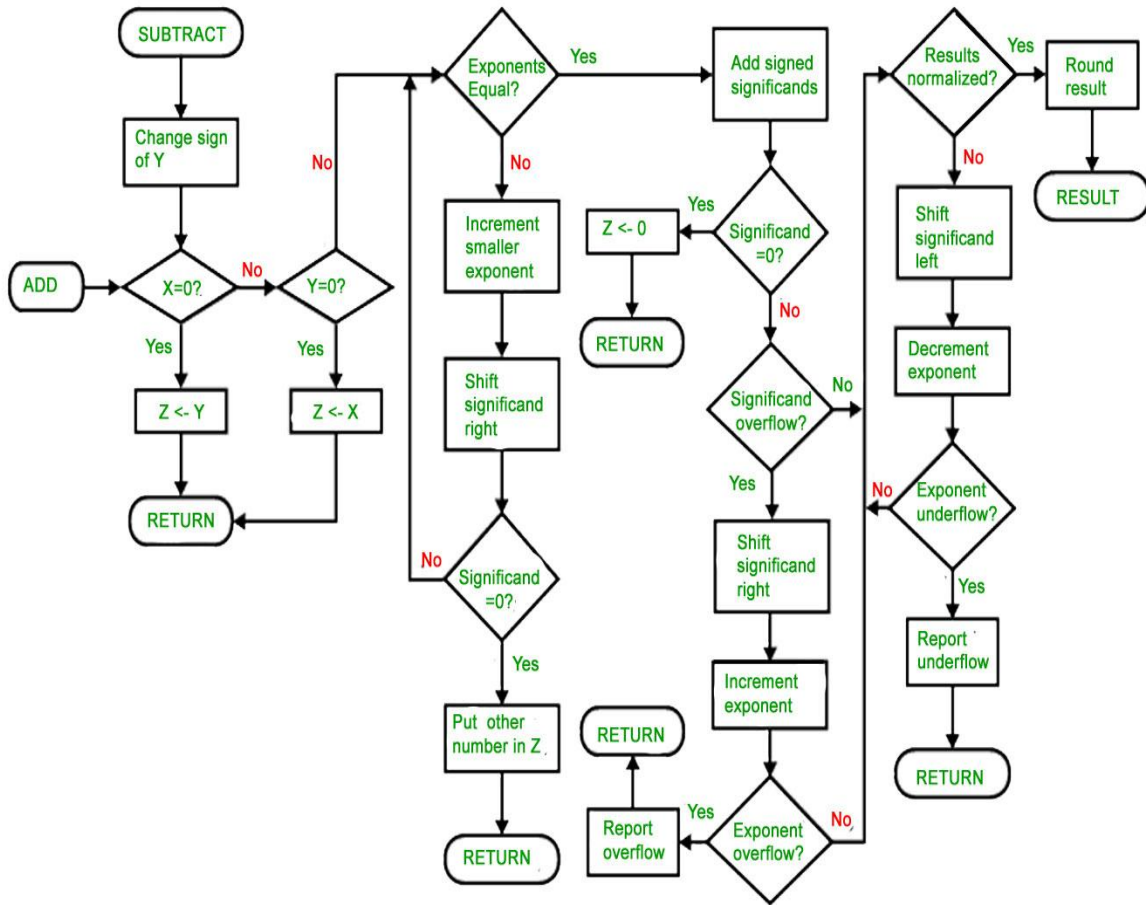 SUBTRACT
Change sign
of Y
ADD
X=0?
No
Y=0?
No
Yes
Yes
Z <- Y
Z <- X
RETURN
Exponents
Equal?
Yes
No
Increment
smaller
exponent
Shift
significand
right
Significand
=0?
No
Yes
Put other
number in Z
RETURN
Add signed
significands
Significand
=0?
Yes
Z <- 0
RETURN
No
Significand
overflow?
No
Yes
Shift
significand
right
Increment
exponent
Exponent
overflow?
Yes
Report
overflow
RETURN
No
Results
normalized?
Yes
Round
result
RESULT
No
Shift
significand
left
Decrement
exponent
Exponent
underflow?
No
Yes
Report
underflow
RETURN